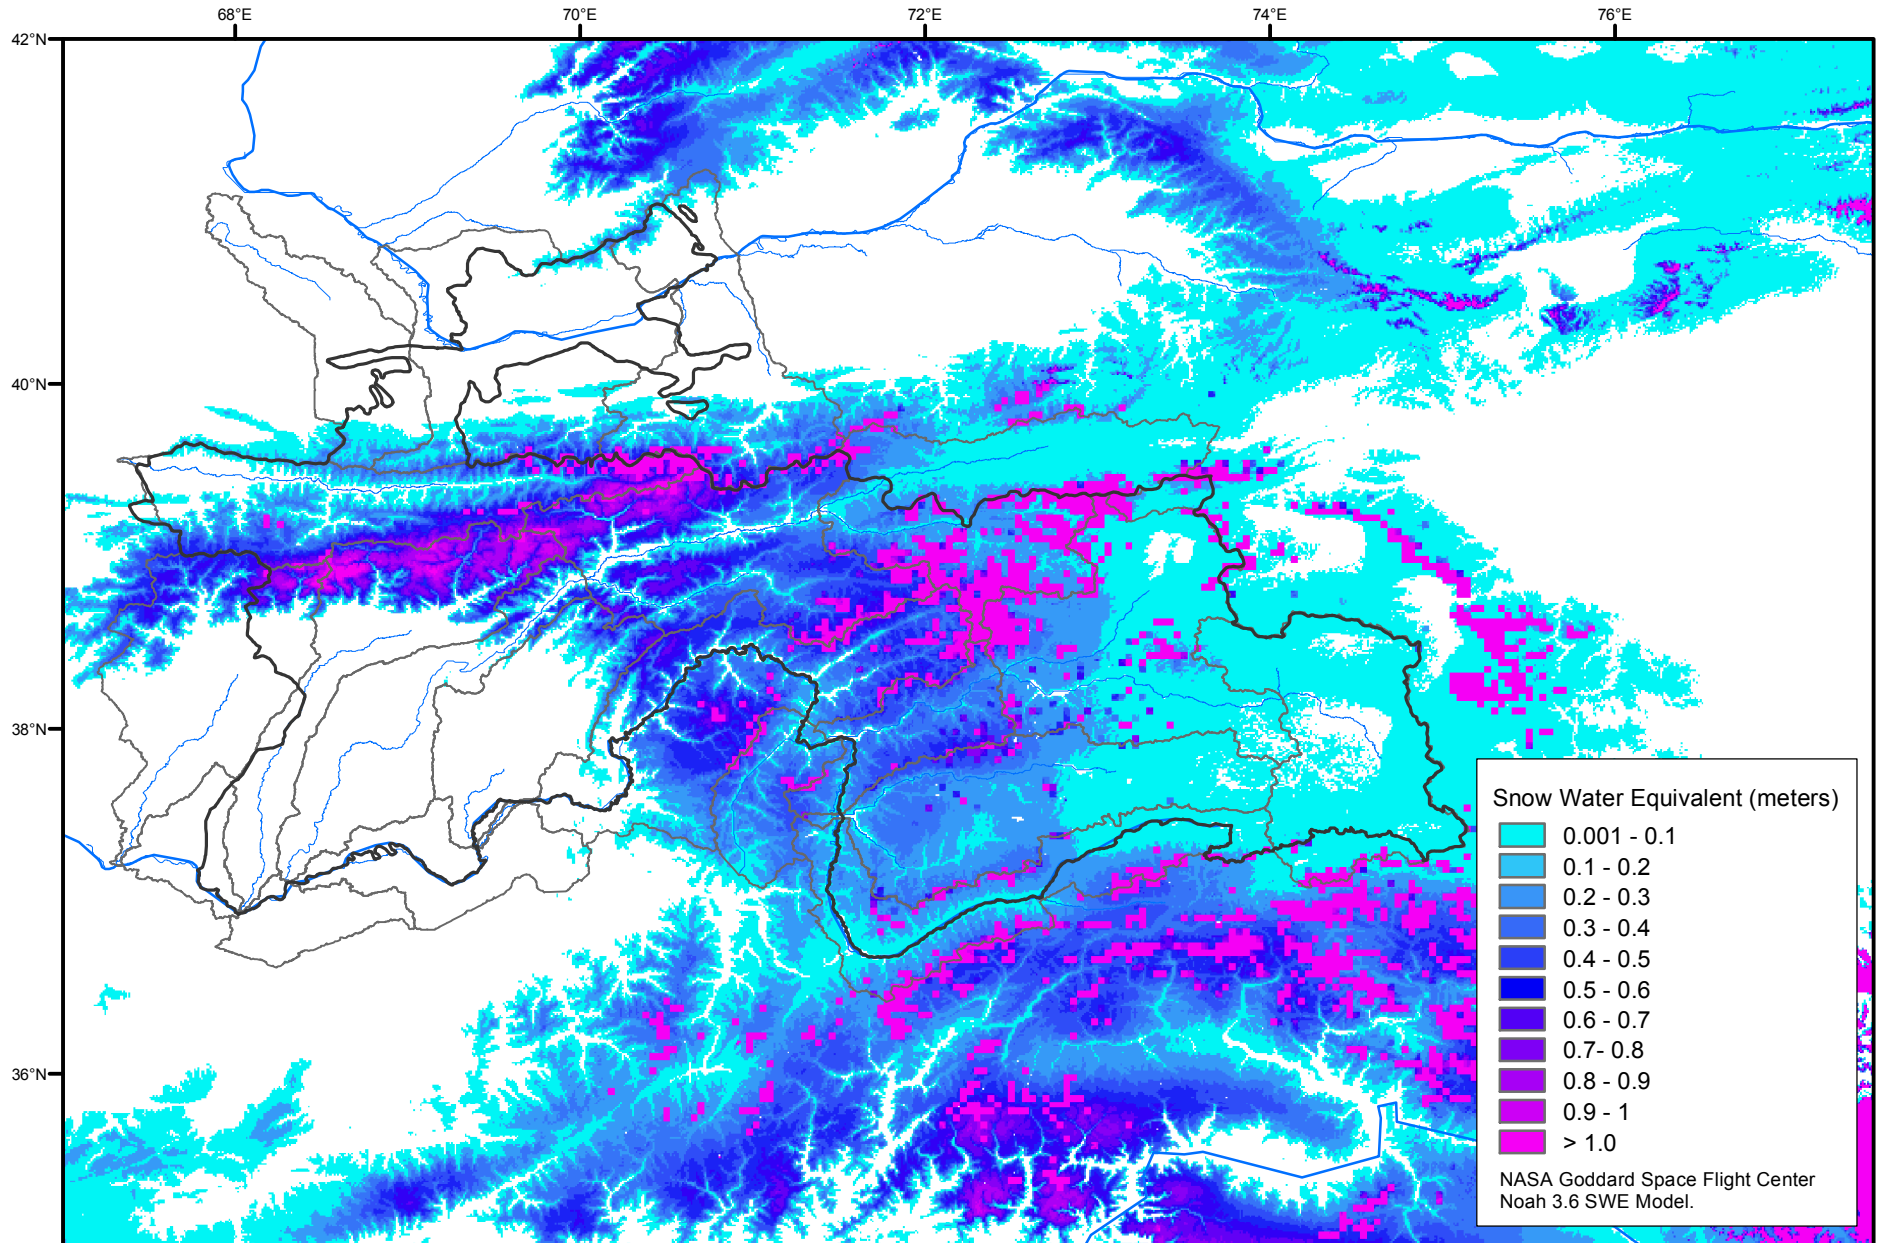 68°E
70°E
72°E
74°E
76°E
42°N
40°N
38°N
36°N
Snow Water Equivalent (meters)
0.001 - 0.1
0.1 - 0.2
0.2 - 0.3
0.3 - 0.4
0.4 - 0.5
0.5 - 0.6
0.6 - 0.7
0.7- 0.8
0.8 - 0.9
0.9 - 1
> 1.0
NASA Goddard Space Flight Center
Noah 3.6 SWE Model.